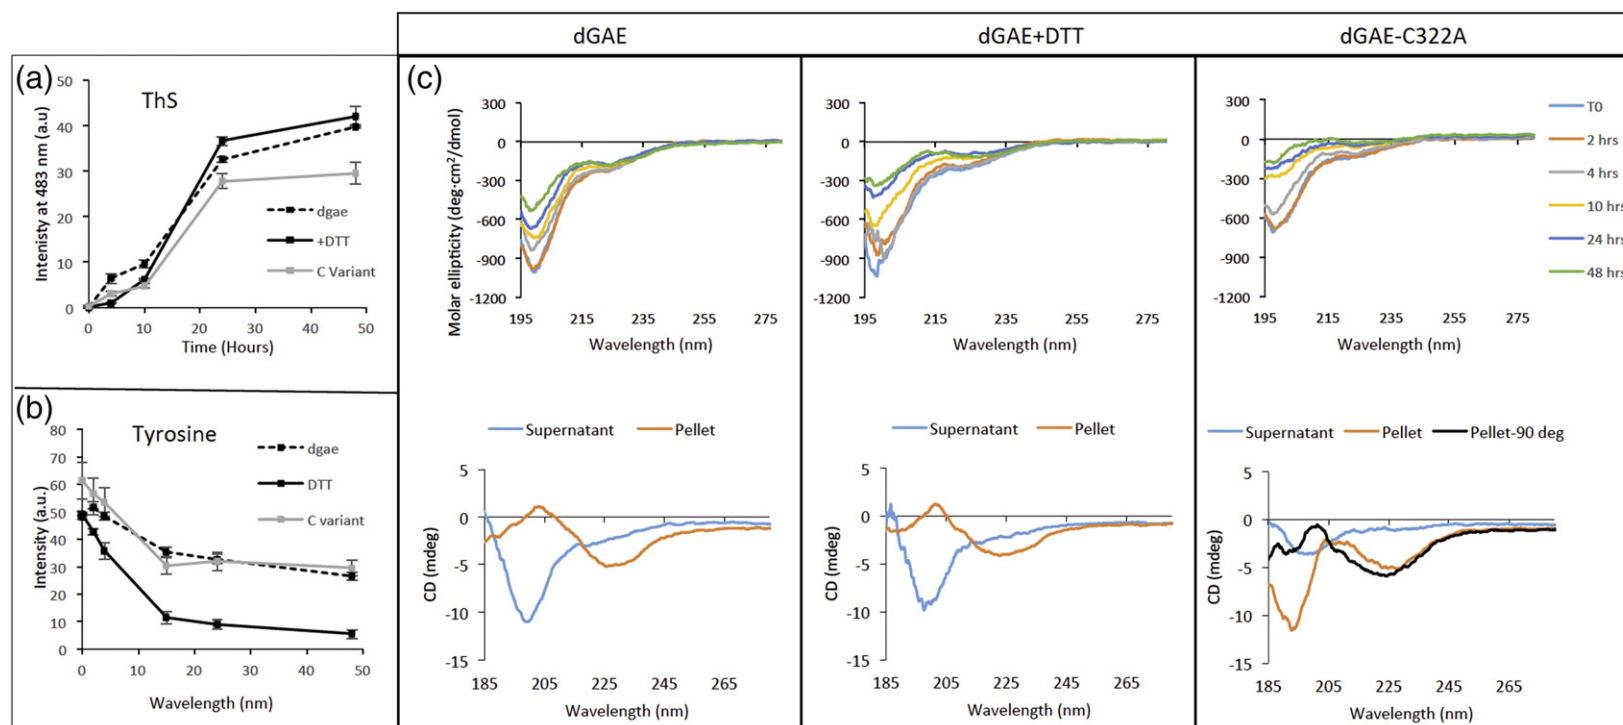 dGAE
dGAE+DTT
dGAE-C322A
(a)
ThS
50
40
30
20
10
0
Intenisty at 483 nm (a.u)
dgae
+DTT
C Variant
0 10 20 30 40 50
Time (Hours)
(b)
Tyrosine
80
70
60
50
40
30
20
10
0
Intensity (a.u.)
dgae
DTT
C variant
0 10 20 30 40 50
Wavelength (nm)
(c)
300
0
-300
-600
-900
-1200
Molar ellipticity (deg·cm²/dmol)
195 215 235 255 275
Wavelength (nm)
300
0
-300
-600
-900
-1200
195 215 235 255 275
Wavelength (nm)
300
0
-300
-600
-900
-1200
195 215 235 255 275
Wavelength (nm)
T0
2 hrs
4 hrs
10 hrs
24 hrs
48 hrs
Supernatant Pellet
5
0
-5
-10
-15
CD (mdeg)
185 205 225 245 265
Wavelength (nm)
Supernatant Pellet
5
0
-5
-10
-15
CD (mdeg)
185 205 225 245 265
Wavelength (nm)
Supernatant Pellet Pellet-90 deg
5
0
-5
-10
-15
CD (mdeg)
185 205 225 245 265
Wavelength (nm)